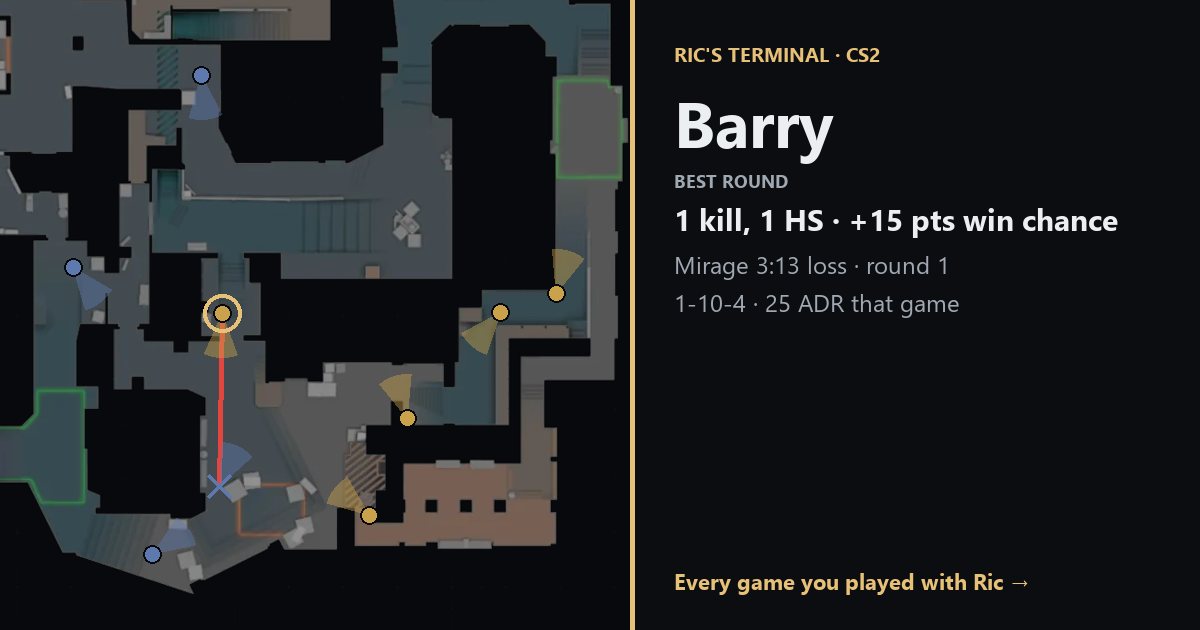 RIC'S TERMINAL · CS2
Barry
BEST ROUND
1 kill, 1 HS · +15 pts win chance
Mirage 3:13 loss · round 1
1-10-4 · 25 ADR that game
Every game you played with Ric →